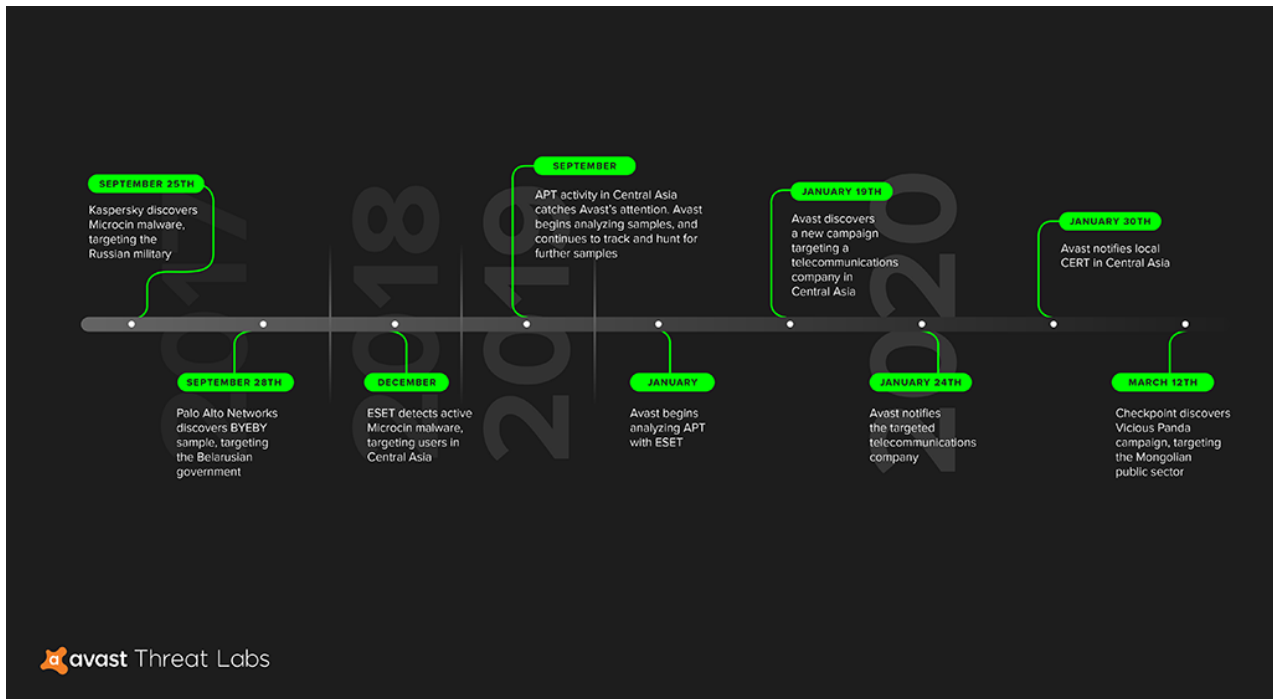 2017
2018
2019
2020
SEPTEMBER 25TH
Kaspersky discovers
Microcin malware,
targeting the
Russian military
SEPTEMBER 28TH
Palo Alto Networks
discovers BYEBY
sample, targeting
the Belarusian
government
DECEMBER
ESET detects active
Microcin malware,
targeting users in
Central Asia
SEPTEMBER
APT activity in Central Asia
catches Avast's attention. Avast
begins analyzing samples, and
continues to track and hunt for
further samples
JANUARY
Avast begins
analyzing APT
with ESET
JANUARY 19TH
Avast discovers
a new campaign
targeting a
telecommunications
company in
Central Asia
JANUARY 24TH
Avast notifies
the targeted
telecommunications
company
JANUARY 30TH
Avast notifies local
CERT in Central Asia
MARCH 12TH
Checkpoint discovers
Vicious Panda
campaign, targeting
the Mongolian
public sector
avast Threat Labs